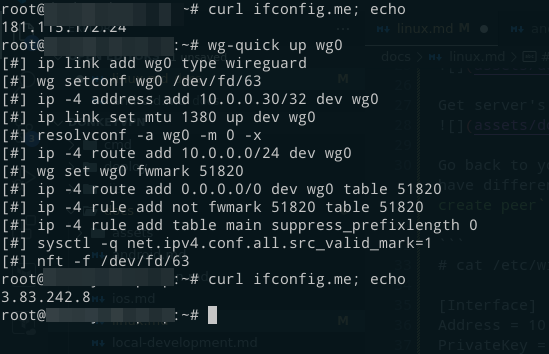 root@ ~# curl ifconfig.me; echo
181.115.172.24
root@ :~# wg-quick up wg0
[#] ip link add wg0 type wireguard
[#] wg setconf wg0 /dev/fd/63
[#] ip -4 address add 10.0.0.30/32 dev wg0
[#] ip link set mtu 1380 up dev wg0
[#] resolvconf -a wg0 -m 0 -x
[#] ip -4 route add 10.0.0.0/24 dev wg0
[#] wg set wg0 fwmark 51820
[#] ip -4 route add 0.0.0.0/0 dev wg0 table 51820
[#] ip -4 rule add not fwmark 51820 table 51820
[#] ip -4 rule add table main suppress_prefixlength 0
[#] sysctl -q net.ipv4.conf.all.src_valid_mark=1
[#] nft -f /dev/fd/63
root@ :~# curl ifconfig.me; echo
3.83.242.8
root@ :~#
linux.md
docs > linux.md >
Get server's
![](assets/d
Go back to y
have differen
create peer
# cat /etc/w
[Interface]
Address = 10
PrivateKey =
ios.md
linux.md M
local-development.md